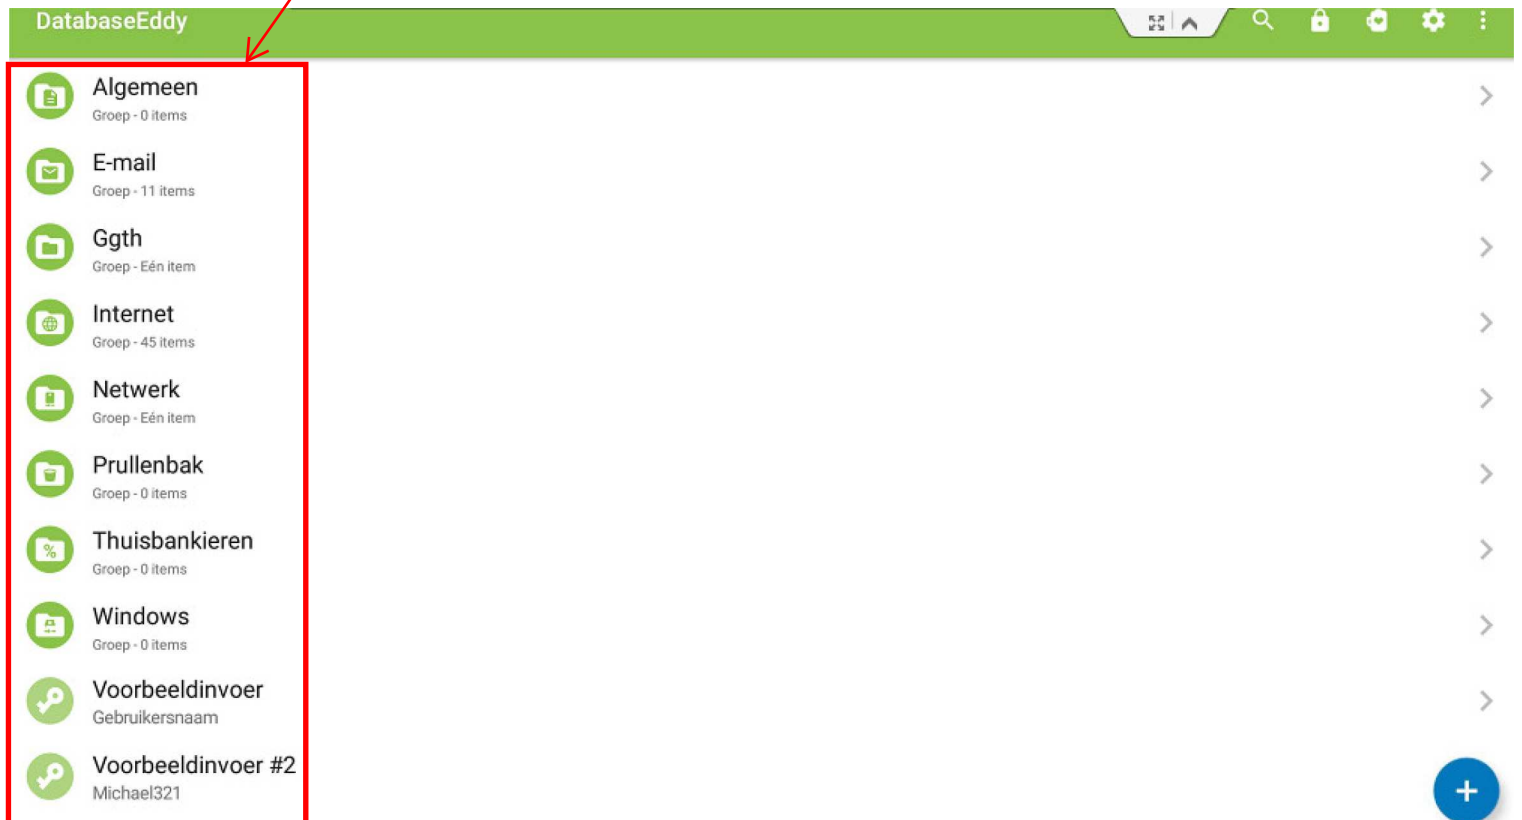 DatabaseEddy
Algemeen
Groep - 0 items
E-mail
Groep - 11 items
Ggth
Groep - Eén item
Internet
Groep - 45 items
Netwerk
Groep - Eén item
Prullenbak
Groep - 0 items
Thuisbankieren
Groep - 0 items
Windows
Groep - 0 items
Voorbeeldinvoer
Gebruikersnaam
Voorbeeldinvoer #2
Michael321